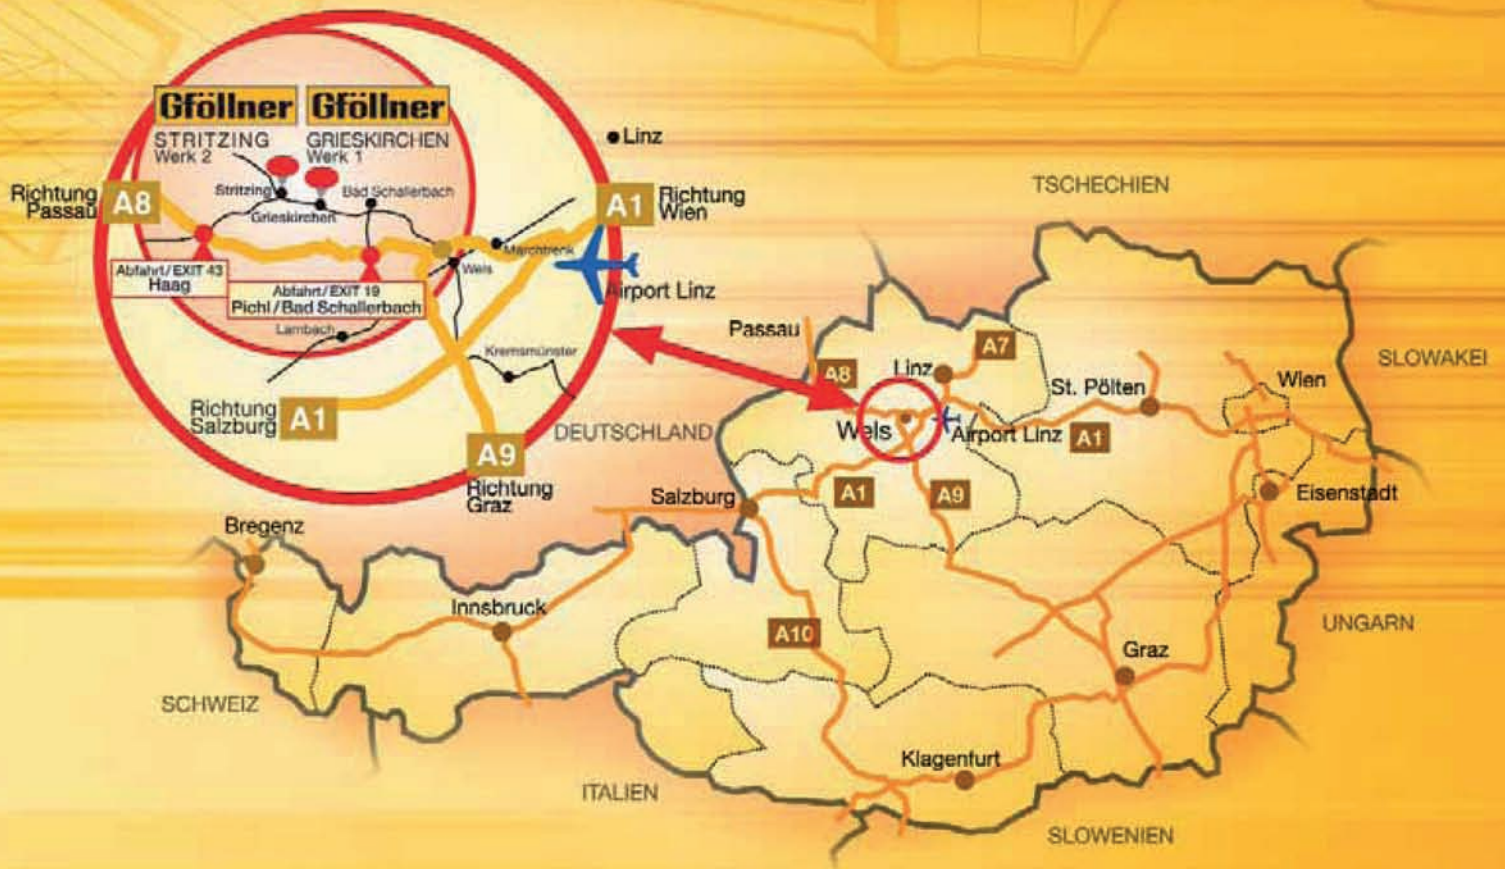 Gföllner
STRITZING
Werk 2
Gföllner
GRIESKIRCHEN
Werk 1
Linz
Richtung
Passau
A8
Stritzing
Bad Schallerbach
Grieskirchen
A1
Richtung
Wien
Marchtrenk
Wels
Abfahrt/EXIT 43
Haag
Abfahrt/EXIT 19
Pichl/Bad Schallerbach
Airport Linz
Lambach
Kremsmünster
Richtung
Salzburg
A1
A9
Richtung
Graz
TSCHECHIEN
Passau
A8
Linz
A7
St. Pölten
Wien
SLOWAKEI
DEUTSCHLAND
Wels
Airport Linz
A1
Salzburg
A1
A9
Eisenstadt
Bregenz
Innsbruck
A10
Graz
UNGARN
SCHWEIZ
Klagenfurt
ITALIEN
SLOWENIEN